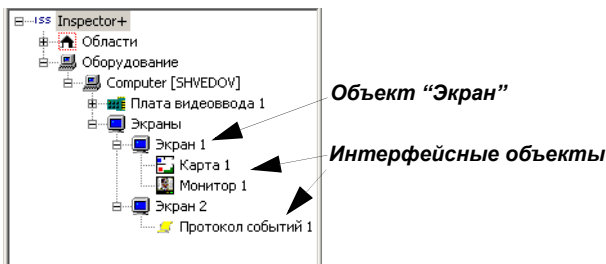 ISS Inspector+
Области
Оборудование
Computer [SHVEDOV]
Плата видеоввода 1
Объект “Экран”
Экраны
Экран 1
Интерфейсные объекты
Карта 1
Монитор 1
Экран 2
Протокол событий 1